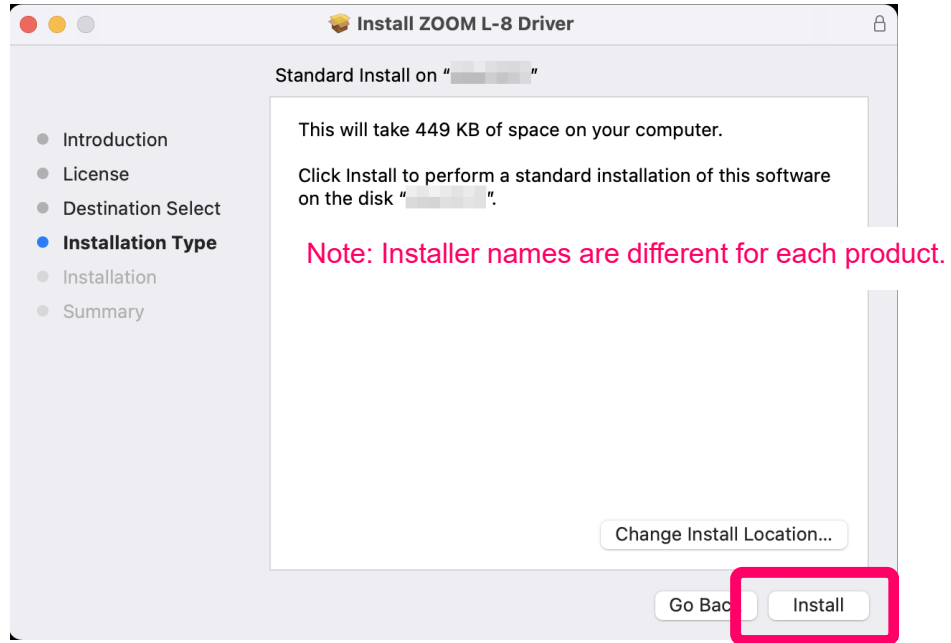 Install ZOOM L-8 Driver
Standard Install on “ ”
Introduction
License
Destination Select
Installation Type
Installation
Summary
This will take 449 KB of space on your computer.
Click Install to perform a standard installation of this software
on the disk “ ”.
Note: Installer names are different for each product.
Change Install Location...
Go Bac
Install